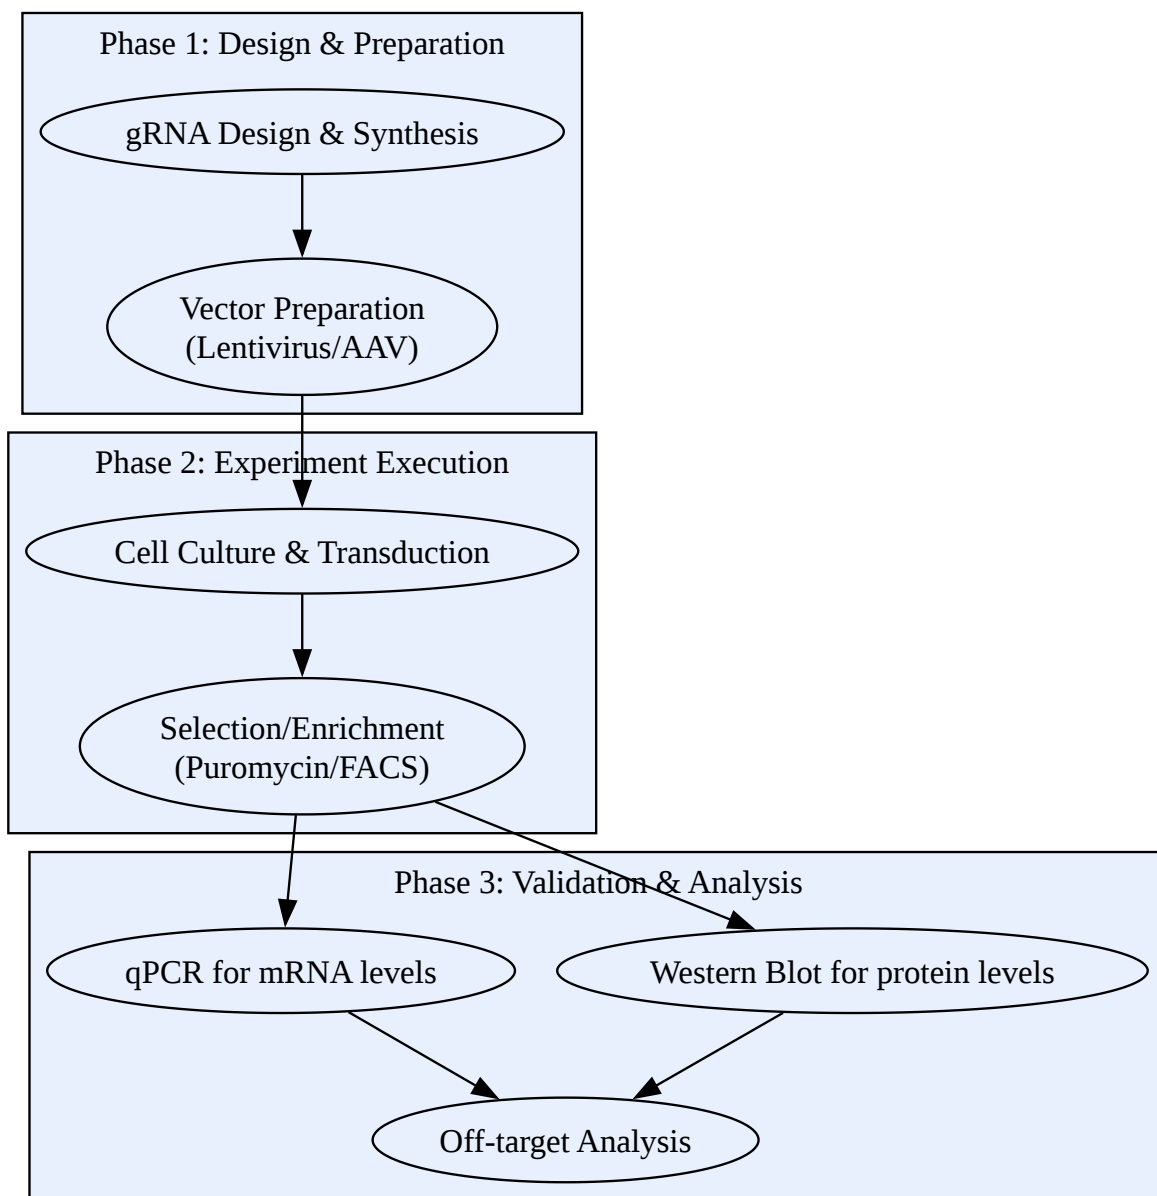 Phase 1: Design & Preparation
gRNA Design & Synthesis
Vector Preparation
(Lentivirus/AAV)
Phase 2: Experiment Execution
Cell Culture & Transduction
Selection/Enrichment
(Puromycin/FACS)
Phase 3: Validation & Analysis
qPCR for mRNA levels
Western Blot for protein levels
Off-target Analysis